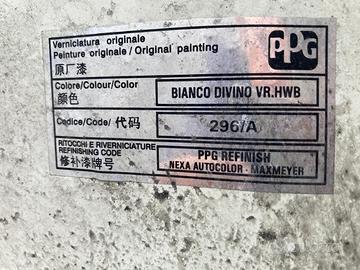 Verniciatura originale
Peinture originale/Original painting
原厂漆
PPG
Colore/Colour/Color
颜色
BIANCO DIVINO VR.HWB
Codice/Code/代码
296/A
RITOCCHI E RIVERNICIATURE
REFINISHING CODE
修补漆牌号
PPG REFINISH
NEXA AUTOCOLOR - MAXMEYER